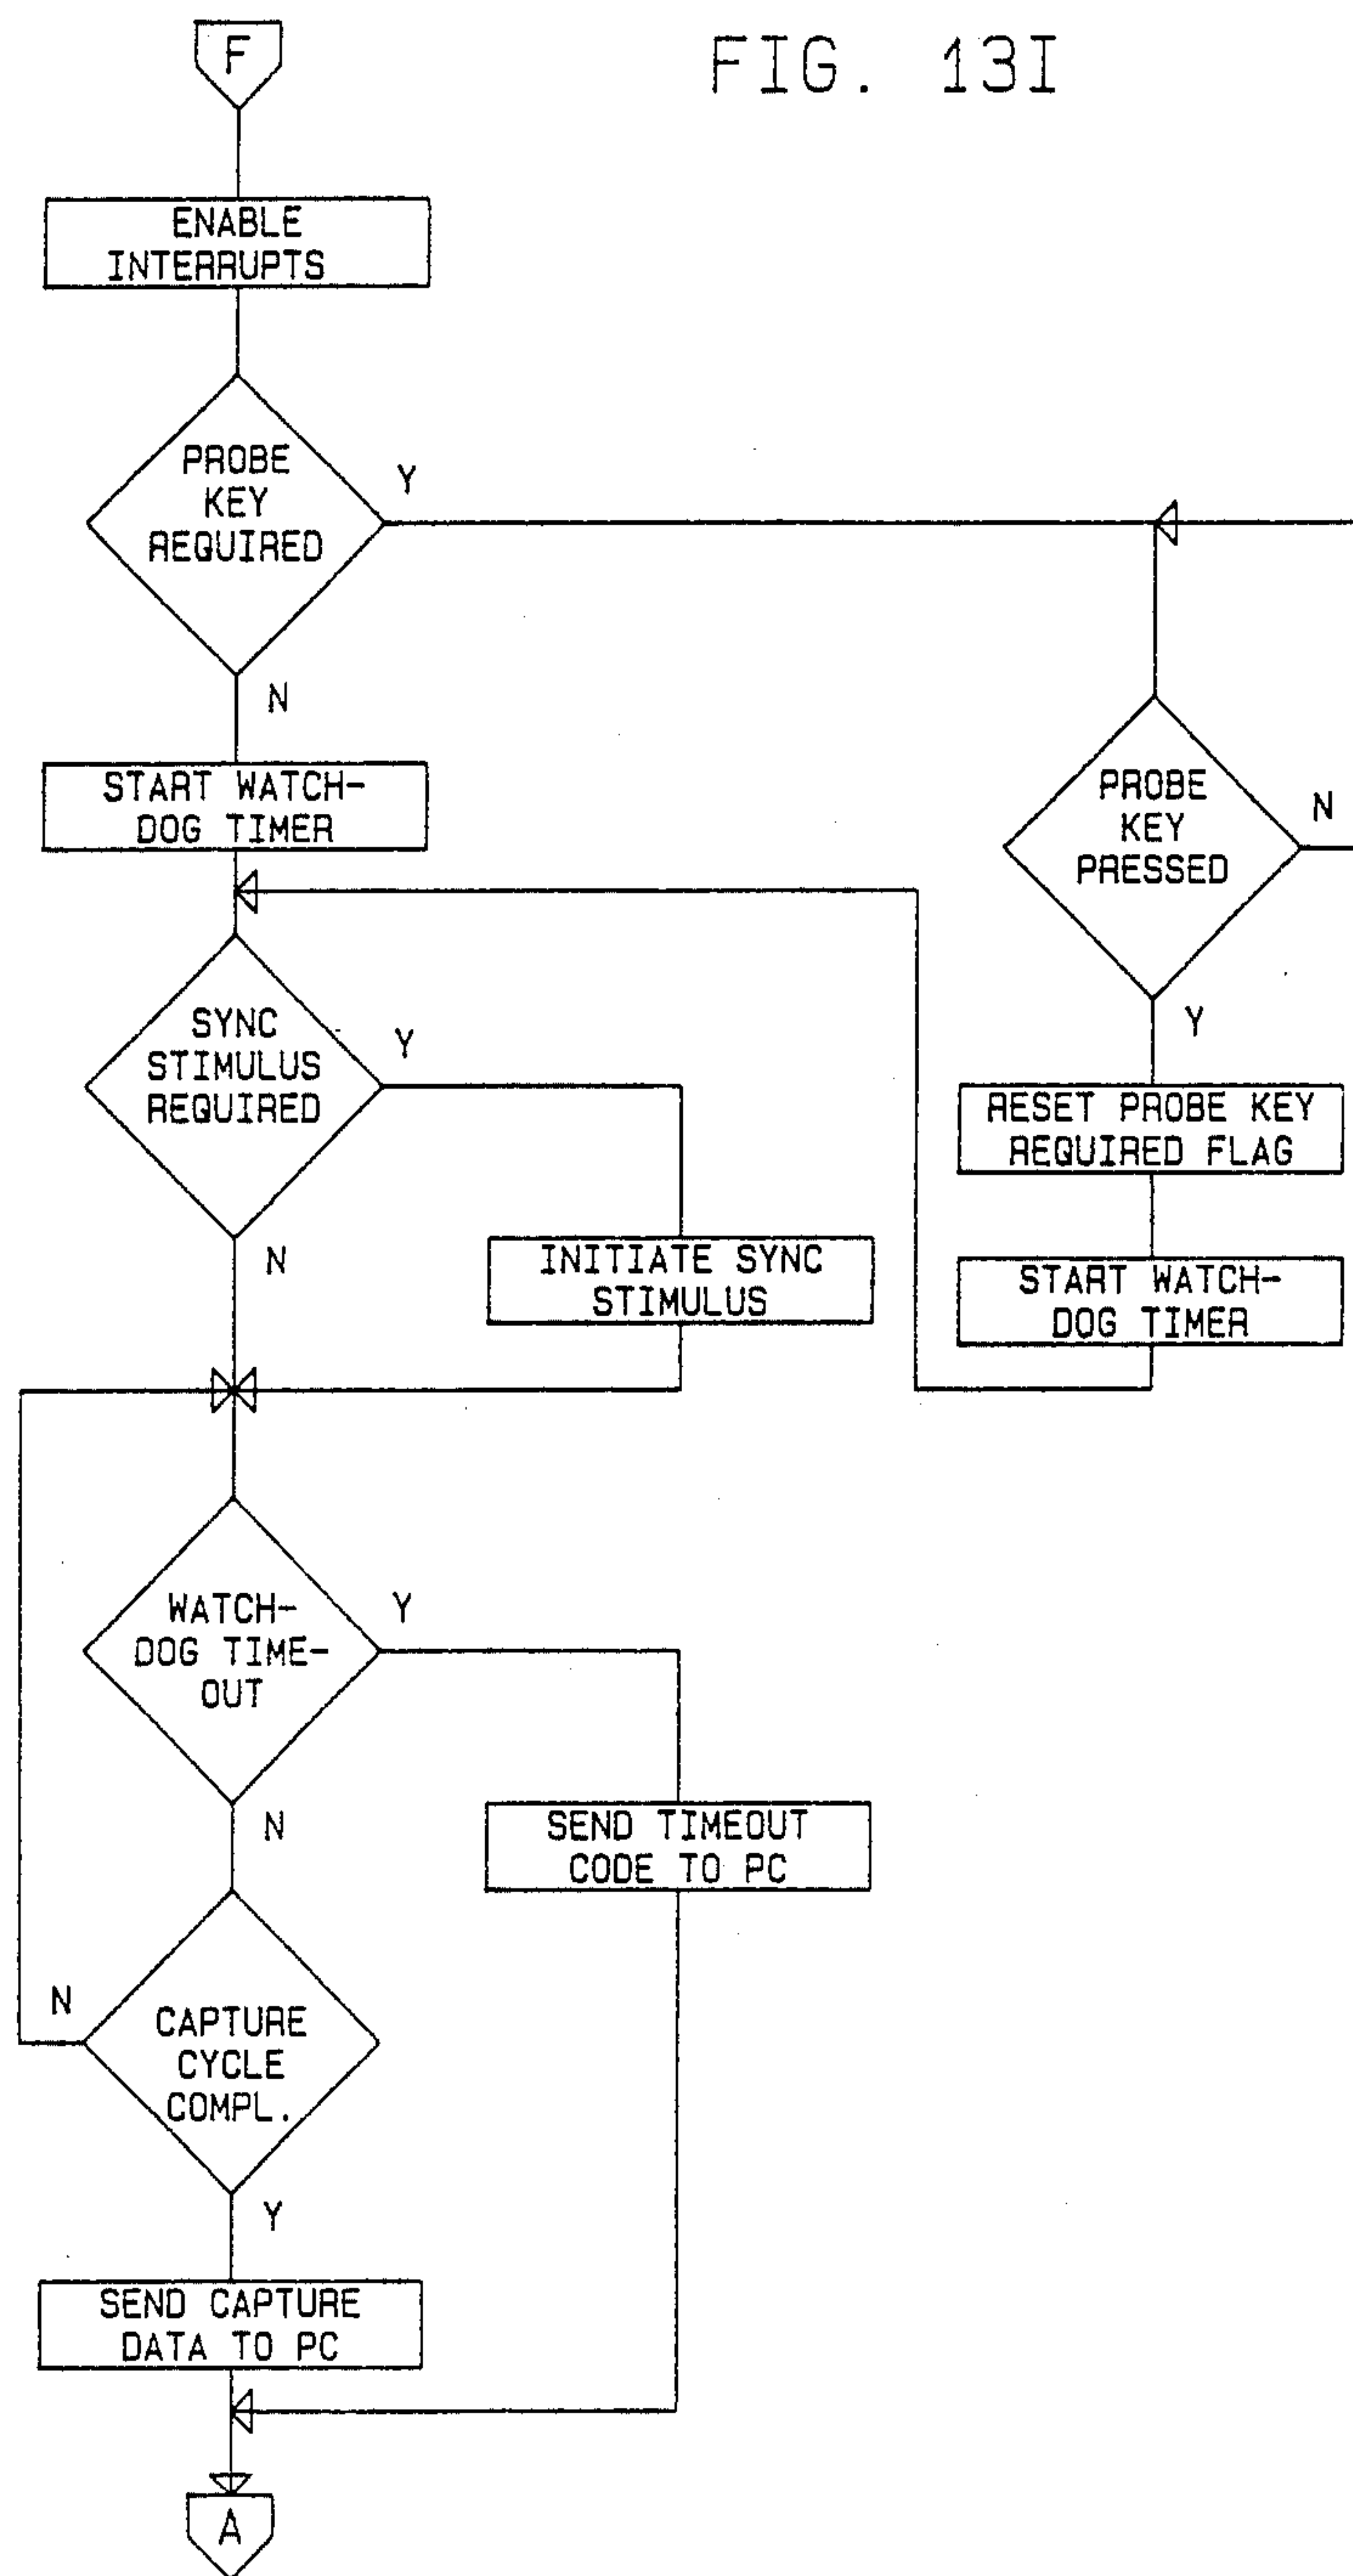 FIG. 13I
F
ENABLE
INTERRUPTS
PROBE
KEY
REQUIRED
Y
N
START WATCH-
DOG TIMER
PROBE
KEY
PRESSED
N
Y
RESET PROBE KEY
REQUIRED FLAG
START WATCH-
DOG TIMER
SYNC
STIMULUS
REQUIRED
Y
N
INITIATE SYNC
STIMULUS
WATCH-
DOG TIME-
OUT
Y
N
SEND TIMEOUT
CODE TO PC
CAPTURE
CYCLE
COMPL.
N
Y
SEND CAPTURE
DATA TO PC
A